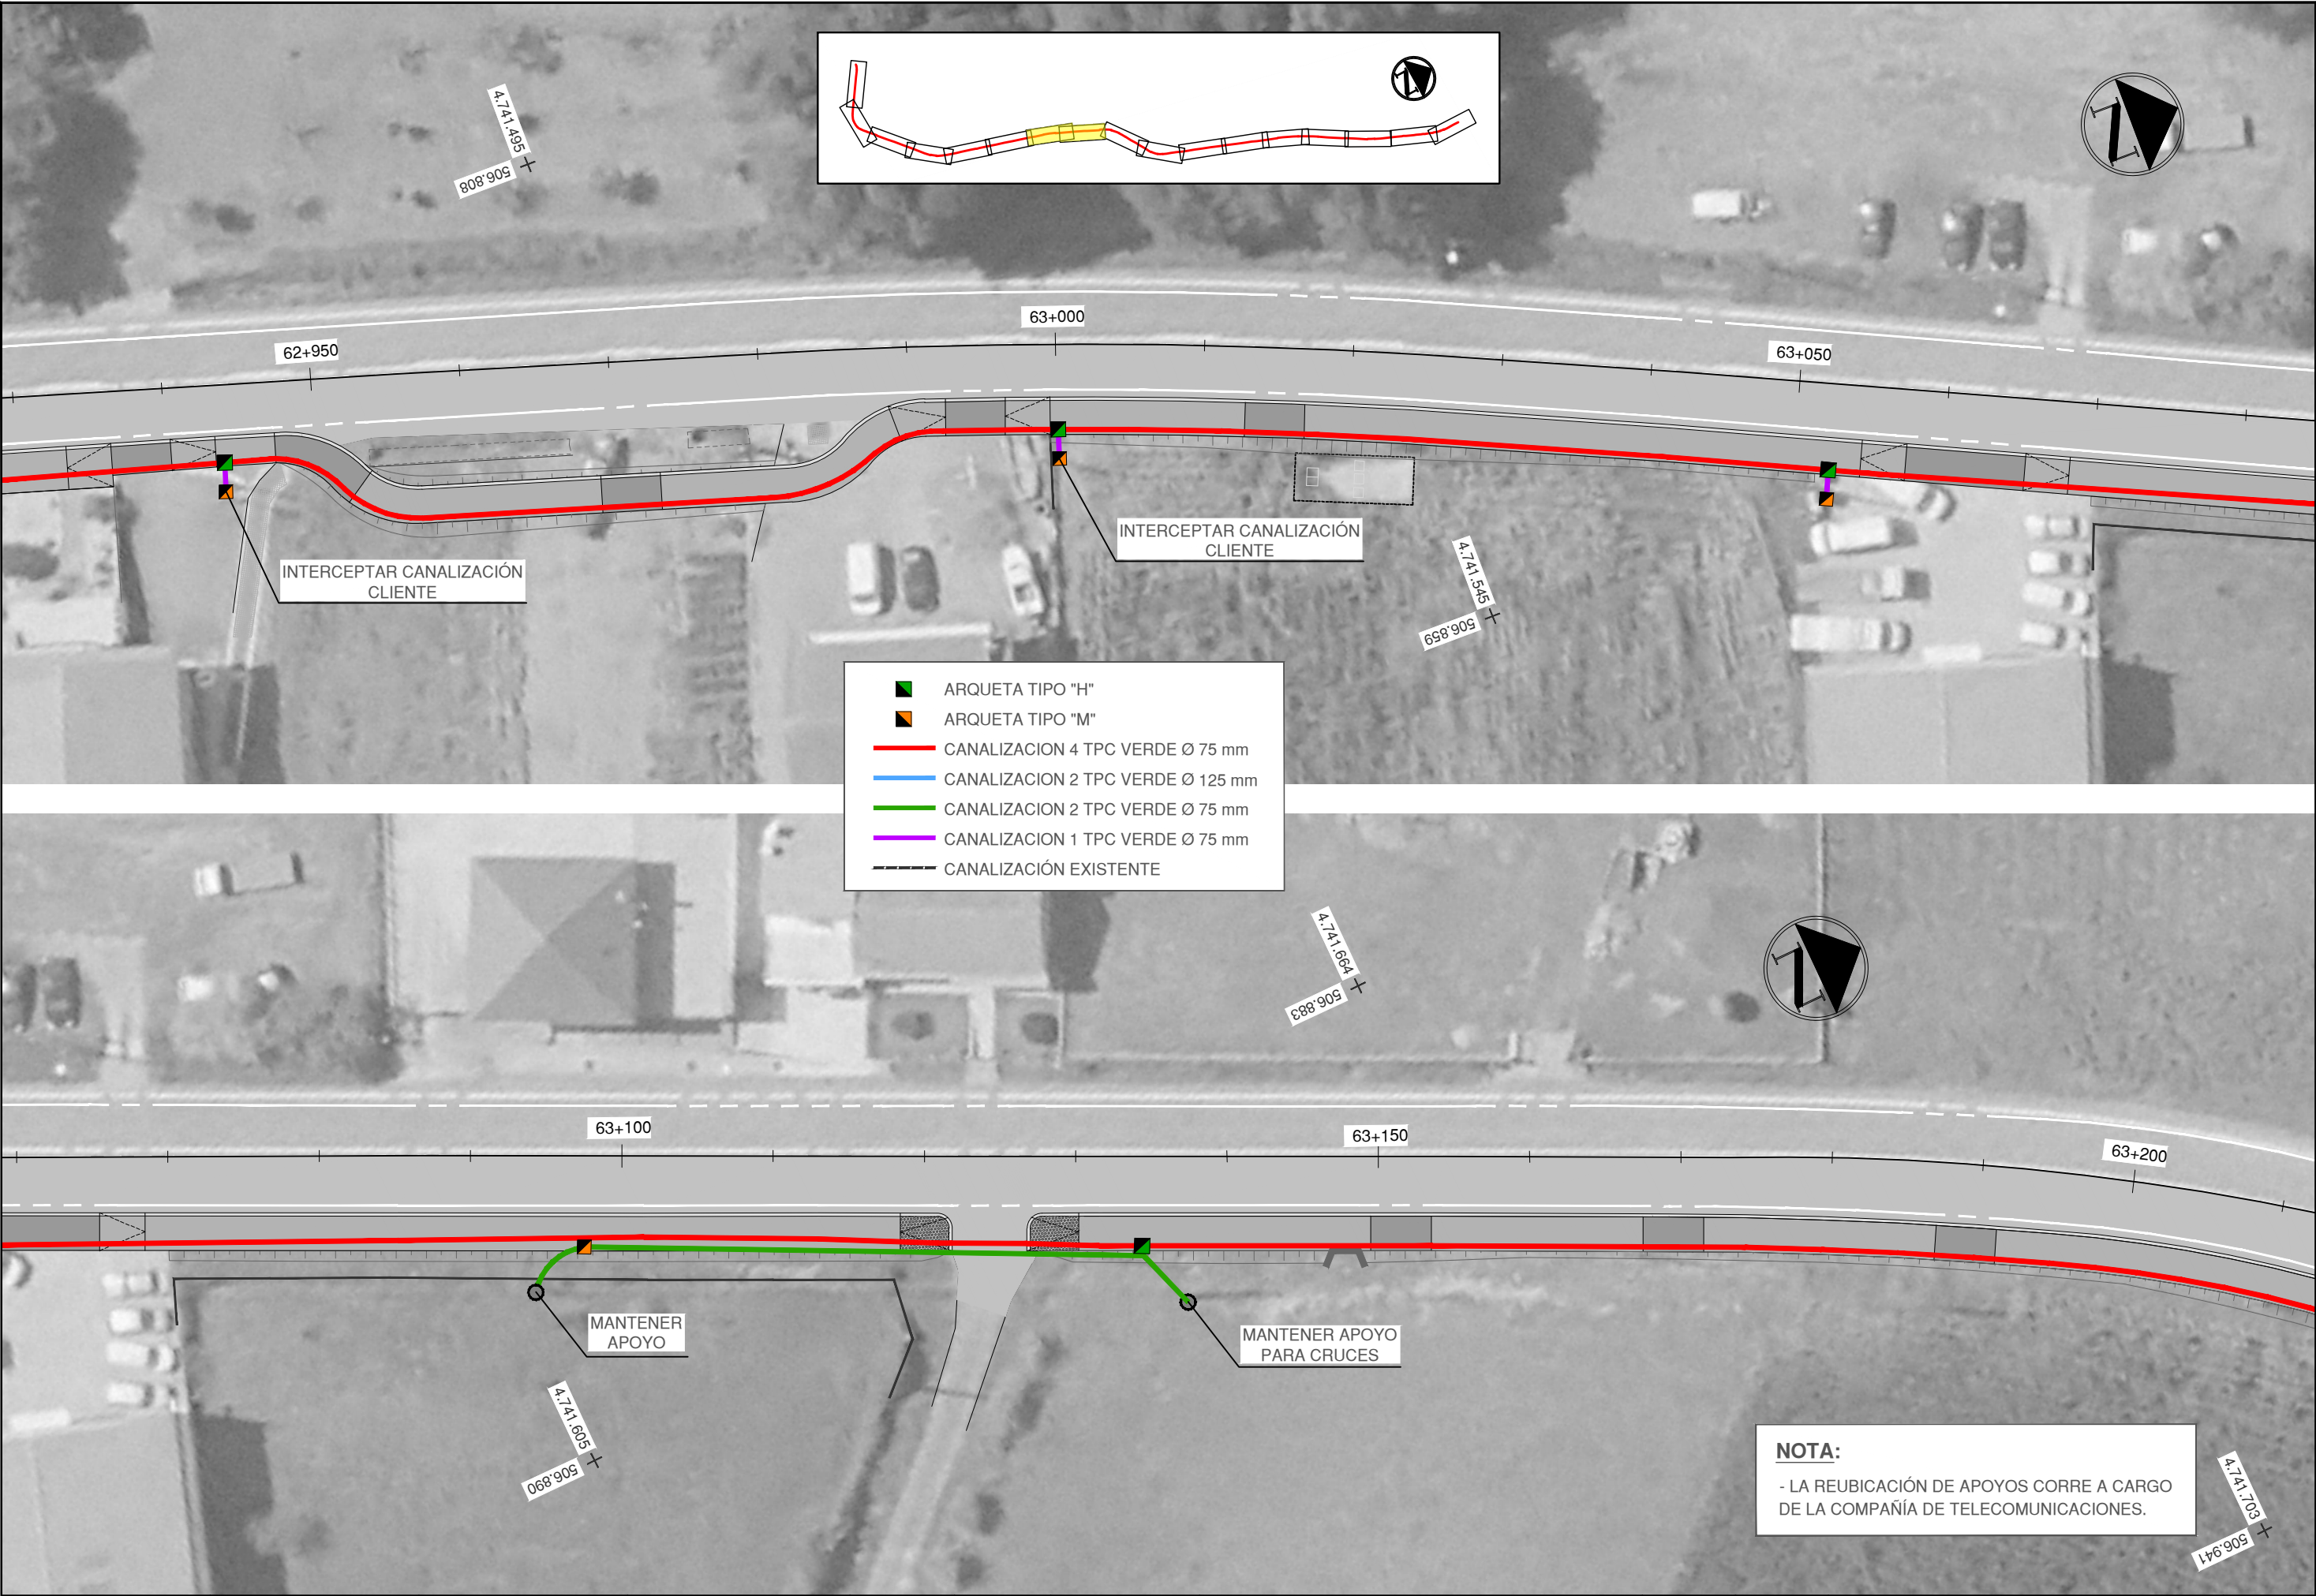 4.741.495
506.808
63+000
62+950
63+050
INTERCEPTAR CANALIZACIÓN
CLIENTE
INTERCEPTAR CANALIZACIÓN
CLIENTE
4.741.545
506.859
ARQUETA TIPO "H"
ARQUETA TIPO "M"
CANALIZACION 4 TPC VERDE Ø 75 mm
CANALIZACION 2 TPC VERDE Ø 125 mm
CANALIZACION 2 TPC VERDE Ø 75 mm
CANALIZACION 1 TPC VERDE Ø 75 mm
CANALIZACIÓN EXISTENTE
4.741.664
506.883
63+100
63+150
63+200
MANTENER
APOYO
MANTENER APOYO
PARA CRUCES
4.741.605
506.890
NOTA:
- LA REUBICACIÓN DE APOYOS CORRE A CARGO
DE LA COMPAÑÍA DE TELECOMUNICACIONES.
4.741.703
506.941